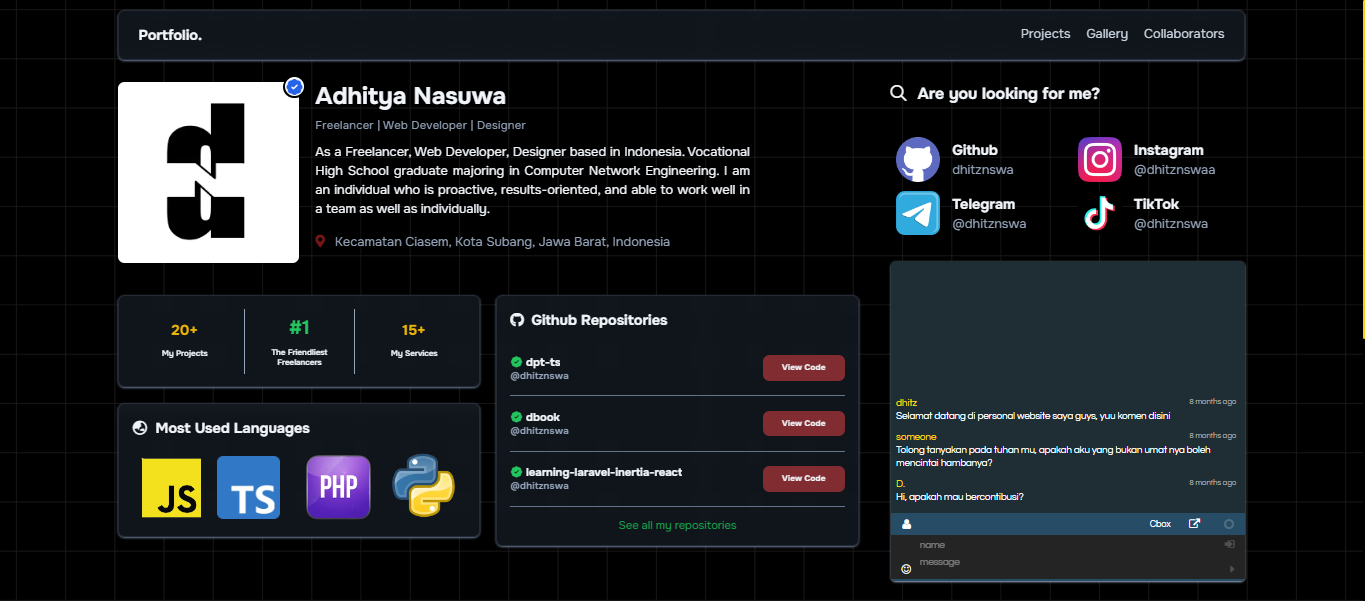 Portfolio.
Projects
Gallery
Collaborators
Adhitya Nasuwa
Freelancer | Web Developer | Designer
As a Freelancer, Web Developer, Designer based in Indonesia. Vocational
High School graduate majoring in Computer Network Engineering. I am
an individual who is proactive, results-oriented, and able to work well in
a team as well as individually.
Kecamatan Ciasem, Kota Subang, Jawa Barat, Indonesia
Are you looking for me?
Github
dhitznswa
Instagram
@dhitznswaa
Telegram
@dhitznswa
TikTok
@dhitznswa
20+
My Projects
#1
The Friendliest
Freelancers
15+
My Services
Most Used Languages
JS
TS
PHP
Github Repositories
dpt-ts
@dhitznswa
View Code
dbook
@dhitznswa
View Code
learning-laravel-inertia-react
@dhitznswa
View Code
See all my repositories
dhitz
8 months ago
Selamat datang di personal website saya guys, yuu komen disini
someone
8 months ago
Tolong tanyakan pada tuhan mu, apakah aku yang bukan umat nya boleh
mencintai hambanya?
D.
8 months ago
Hi, apakah mau bercontibusi?
Cbox
name
message